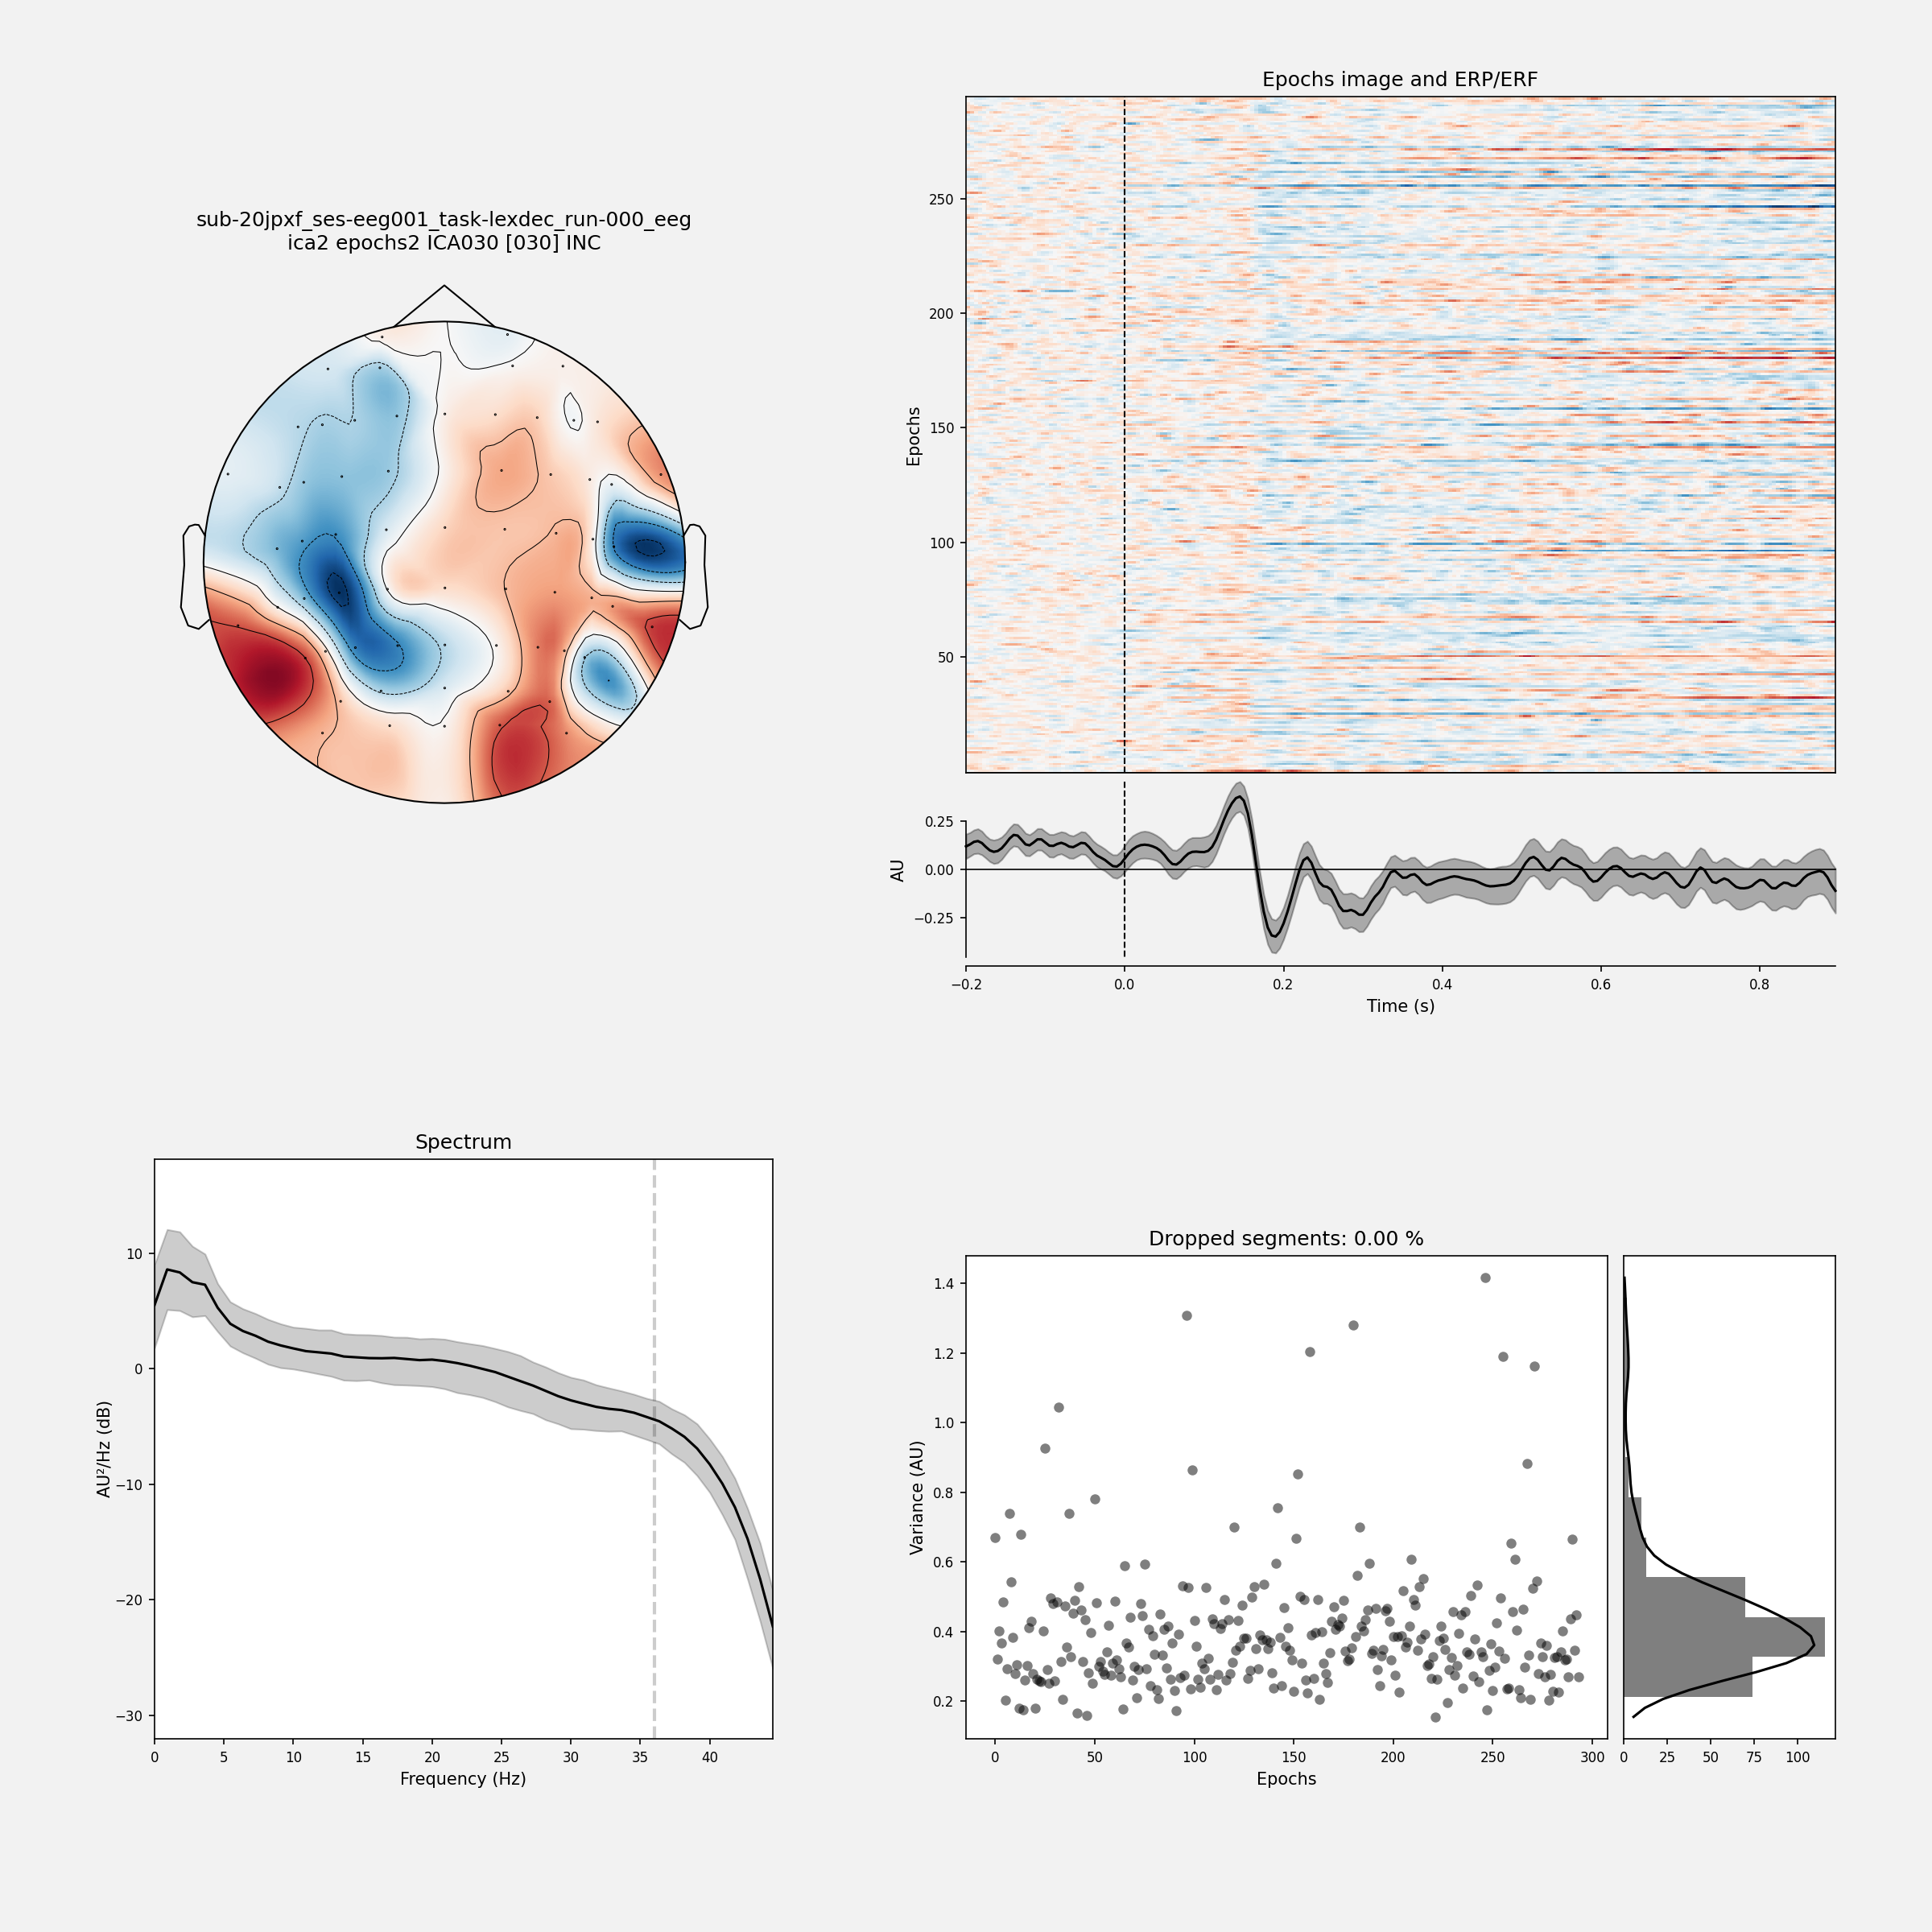 sub-20jpxf_ses-eeg001_task-lexdec_run-000_eeg
ica2 epochs2 ICA030 [030] INC
Epochs image and ERP/ERF
Epochs
250
200
150
100
50
AU
0.25
0.00
−0.25
−0.2 0.0 0.2 0.4 0.6 0.8
Time (s)
Spectrum
AU²/Hz (dB)
10
0
−10
−20
−30
0 5 10 15 20 25 30 35 40
Frequency (Hz)
Dropped segments: 0.00 %
Variance (AU)
1.4
1.2
1.0
0.8
0.6
0.4
0.2
0 50 100 150 200 250 300
Epochs
0 25 50 75 100